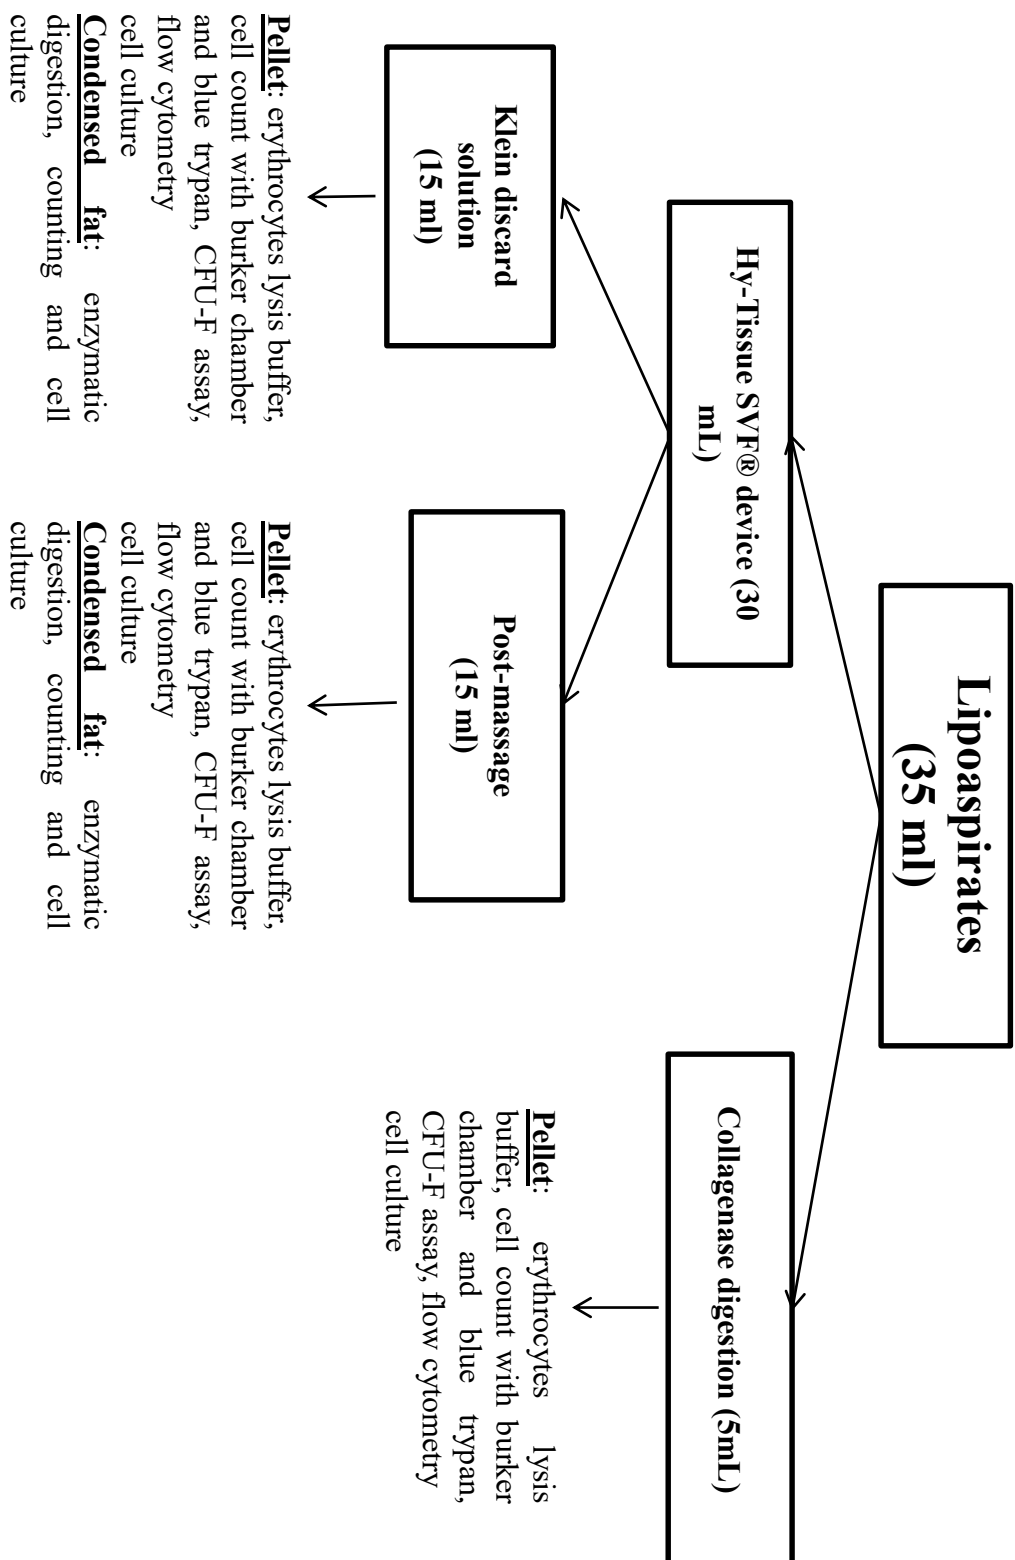 Lipoaspirates
(35 ml)
Hy-Tissue SVF® device (30
mL)
Collagenase digestion (5mL)
Klein discard
solution
(15 ml)
Post-massage
(15 ml)
Pellet: erythrocytes lysis
buffer, cell count with burker
chamber and blue trypan,
CFU-F assay, flow cytometry
cell culture
Pellet: erythrocytes lysis buffer,
cell count with burker chamber
and blue trypan, CFU-F assay,
flow cytometry
cell culture
Condensed fat: enzymatic
digestion, counting and cell
culture
Pellet: erythrocytes lysis buffer,
cell count with burker chamber
and blue trypan, CFU-F assay,
flow cytometry
cell culture
Condensed fat: enzymatic
digestion, counting and cell
culture